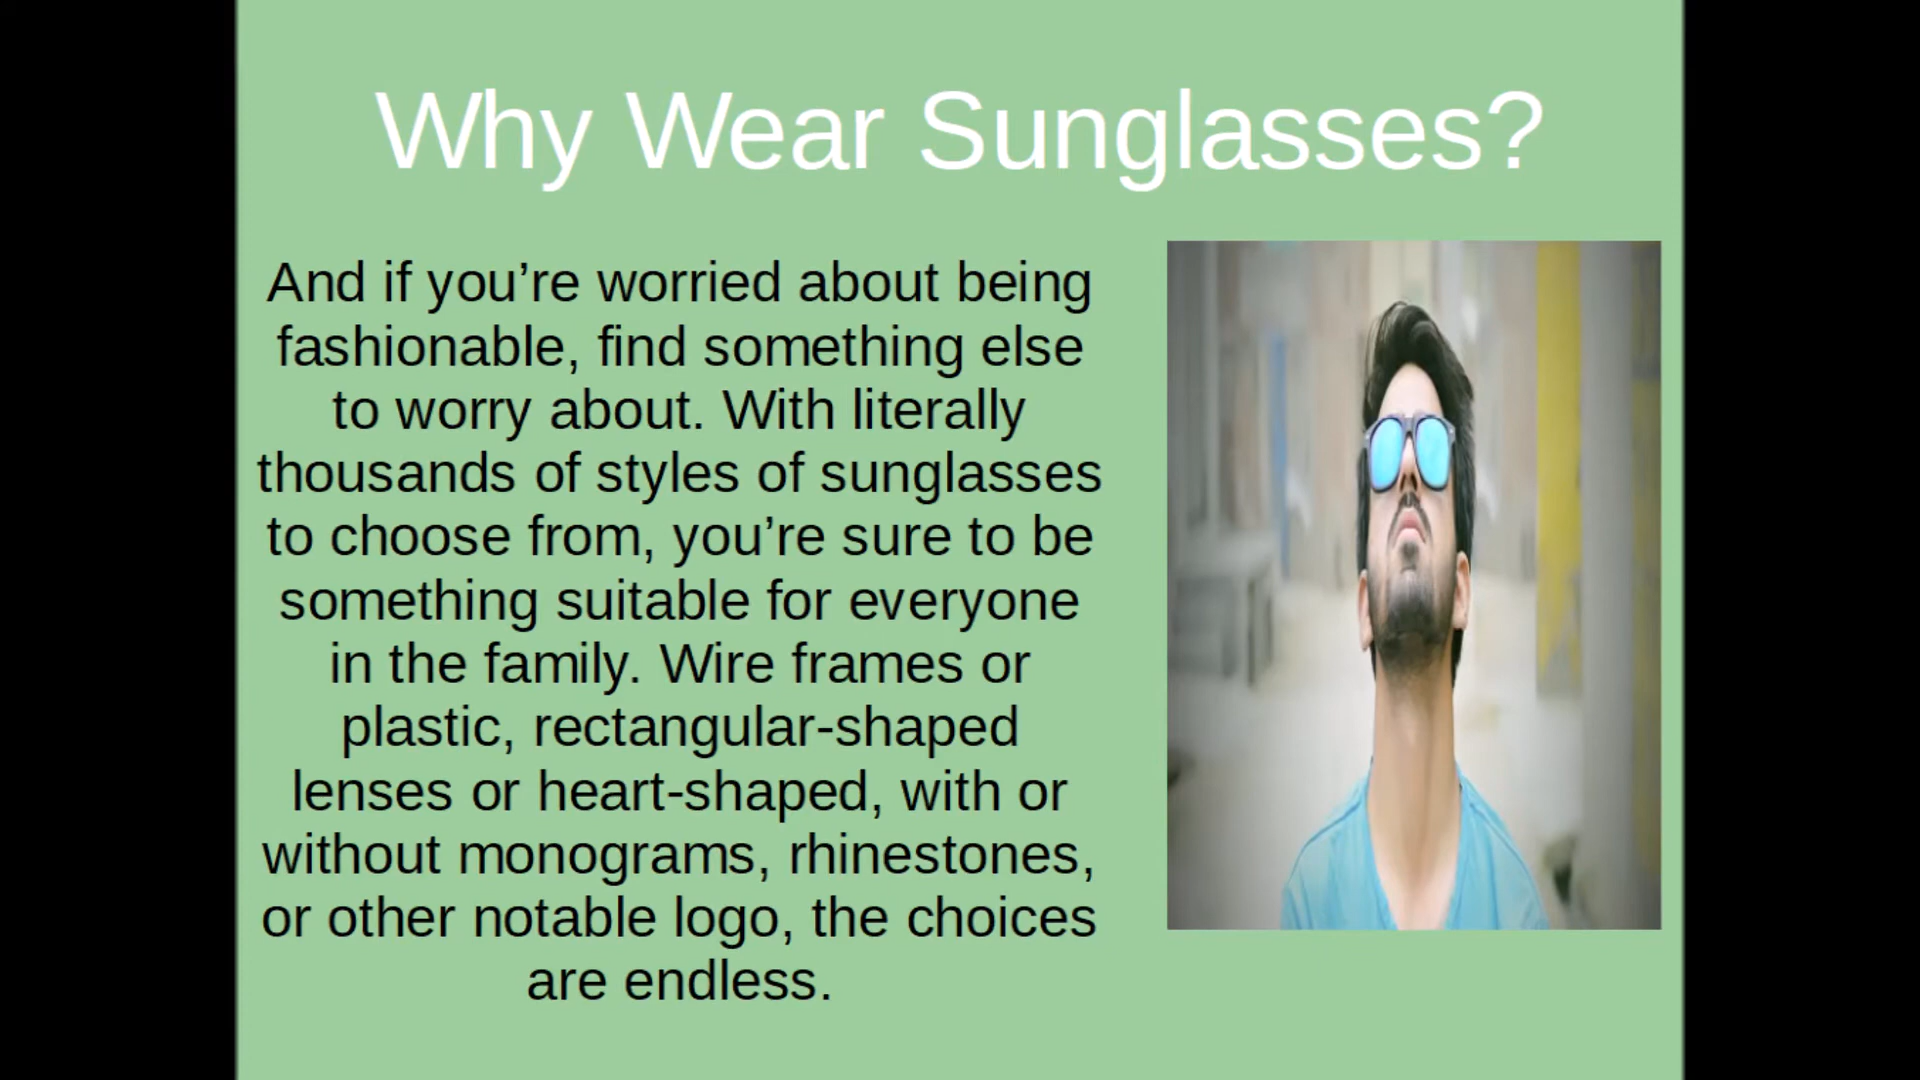 Why Wear Sunglasses?
And if you’re worried about being
fashionable, find something else
to worry about. With literally
thousands of styles of sunglasses
to choose from, you’re sure to be
something suitable for everyone
in the family. Wire frames or
plastic, rectangular-shaped
lenses or heart-shaped, with or
without monograms, rhinestones,
or other notable logo, the choices
are endless.